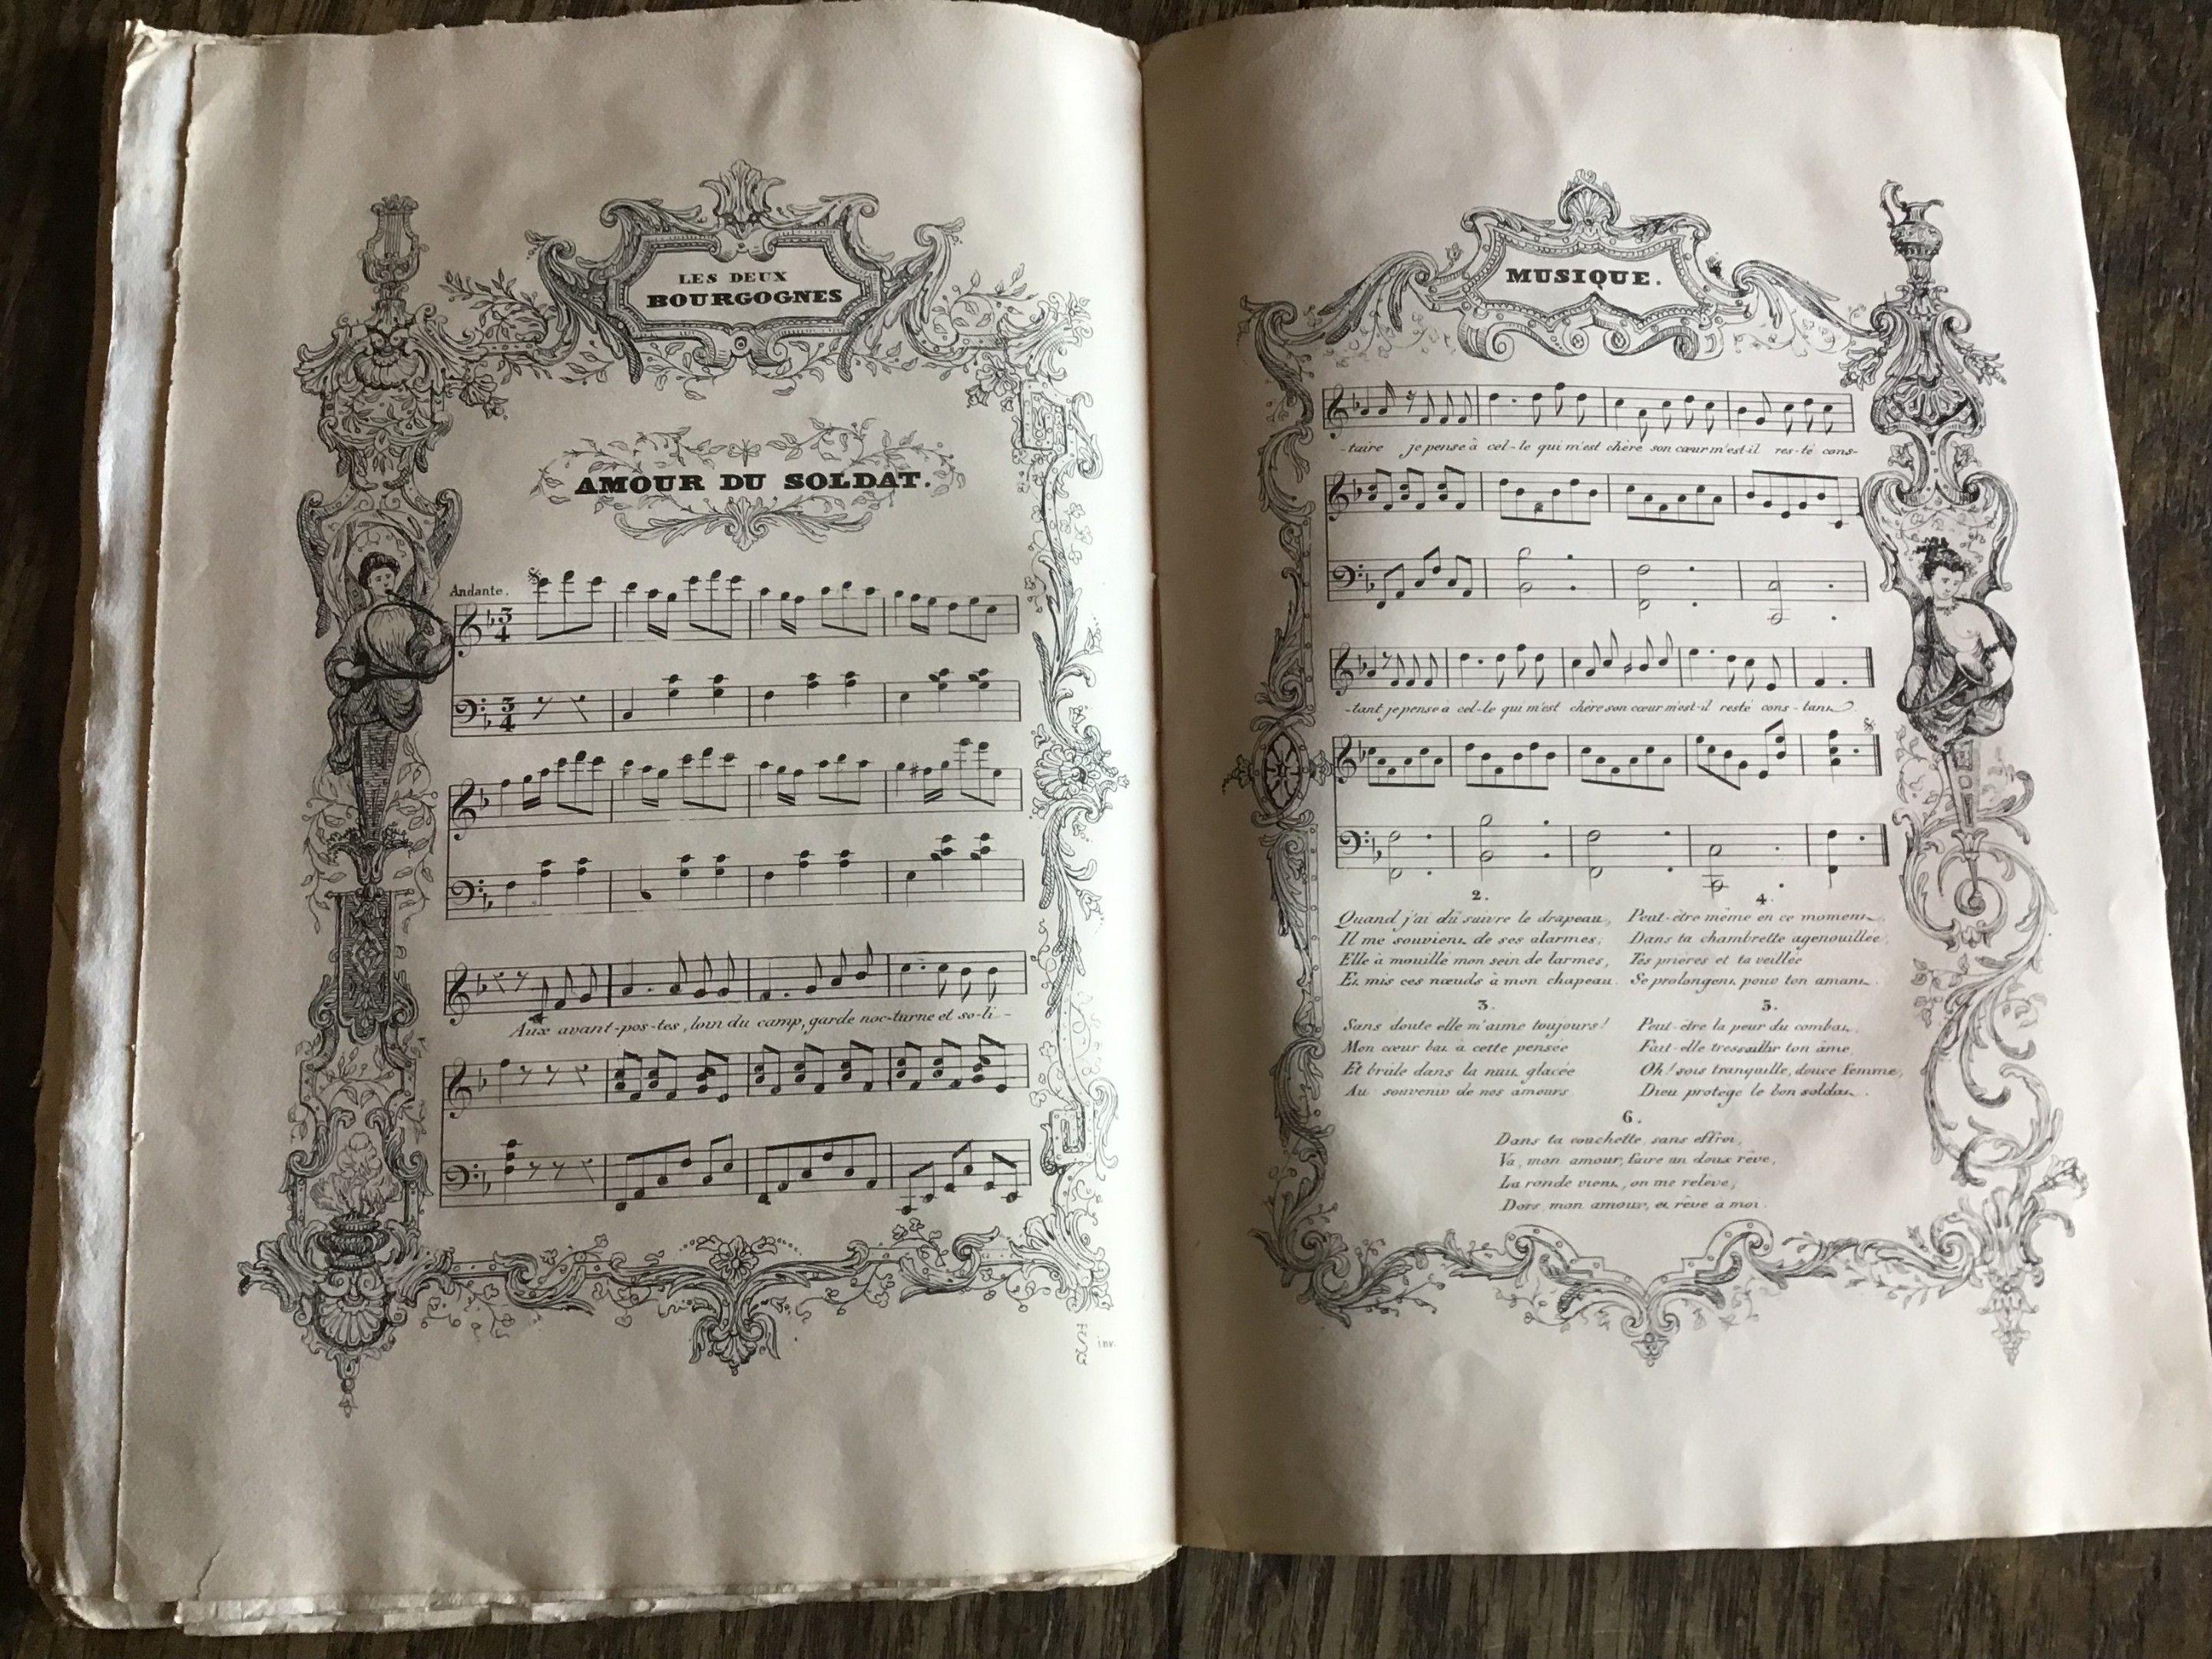 LES DEUX
BOURGOGNES
AMOUR DU SOLDAT.
Andante.
3
4
3
4
Aux avant-pos-tes, loin du camp, garde noc-turne et so-li-
inv.
MUSIQUE.
-taire je pense à cel-le qui m'est chère son cœur m'est-il res-té cons-
-tant je pense à cel-le qui m'est chère son cœur m'est-il resté cons-tant
2.
Quand j'ai dû suivre le drapeau,
Il me souvient de ses alarmes,
Elle à mouillé mon sein de larmes,
Et mis ces nœuds à mon chapeau.
3.
Sans doute elle m'aime toujours!
Mon cœur bat à cette pensée
Et brûle dans la nuit glacée
Au souvenir de nos amours
4.
Peut-être même en ce moment
Dans ta chambrette agenouillée,
Tes prières et ta veillée
Se prolongent pour ton amant.
5.
Peut-être la peur du combat
Fait-elle tressaillir ton âme
Oh! sois tranquille, douce femme,
Dieu protége le bon soldat.
6.
Dans ta couchette sans effroi,
Va, mon amour, faire un doux rêve,
La ronde vient, on me relève,
Dors, mon amour, et rêve à moi.